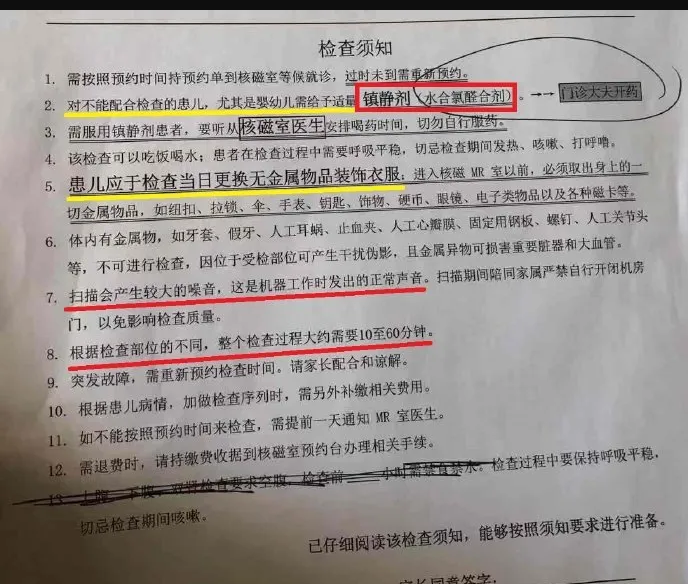 检查须知
1. 需按照预约时间持预约单到核磁室等候就诊，过时未到需重新预约。
2. 对不能配合检查的患儿，尤其是婴幼儿需给予适量镇静剂（水合氯醛合剂）。→→门诊大夫开药
3. 需服用镇静剂患者，要听从核磁室医生安排喝药时间，切勿自行服药。
4. 该检查可以吃饭喝水；患者在检查过程中需要呼吸平稳，切忌检查期间发热、咳嗽、打呼噜。
5. 患儿应于检查当日更换无金属物品装饰衣服；进入核磁 MR 室以前，必须取出身上的一
切金属物品，如纽扣、拉锁、伞、手表、钥匙、饰物、硬币、眼镜、电子类物品以及各种磁卡等。
6. 体内有金属物，如牙套、假牙、人工耳蜗、止血夹、人工心瓣膜、固定用钢板、螺钉、人工关节头
等，不可进行检查，因位于受检部位可产生干扰伪影，且金属异物可损害重要脏器和大血管。
7. 扫描会产生较大的噪音，这是机器工作时发出的正常声音。扫描期间陪同家属严禁自行开闭机房
门，以免影响检查质量。
8. 根据检查部位的不同，整个检查过程大约需要10至60分钟。
9. 突发故障，需重新预约检查时间。请家长配合和谅解。
10. 根据患儿病情，加做检查序列时，需另外补缴相关费用。
11. 如不能按照预约时间来检查，需提前一天通知 MR 室医生。
12. 需退费时，请持缴费收据到核磁室预约台办理相关手续。
13. 检查要求空腹，检查前 小时需禁食禁水。检查过程中要保持呼吸平稳，
切忌检查期间咳嗽。
已仔细阅读该检查须知，能够按照须知要求进行准备。
家长同意签字：